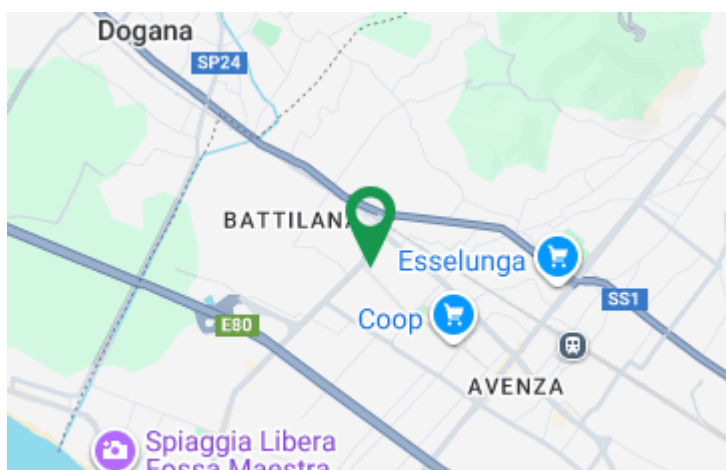 Dogana
SP24
BATTILANA
Esselunga
SS1
E80
Coop
AVENZA
Spiaggia Libera
Fossa Maestra